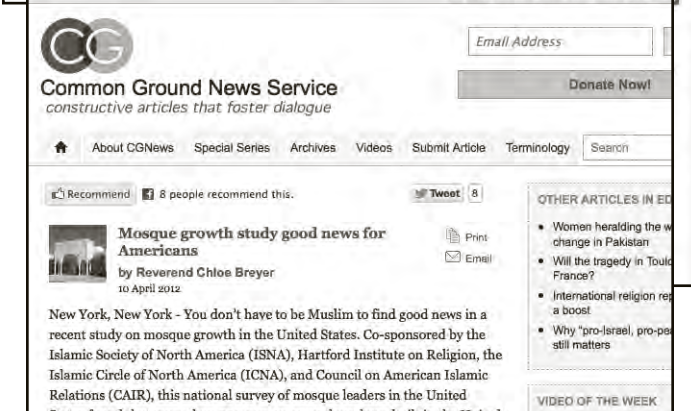 CG
Email Address
Common Ground News Service
constructive articles that foster dialogue
Donate Now!
About CGNews Special Series Archives Videos Submit Article Terminology Search
Recommend 8 people recommend this.
Tweet 8
Mosque growth study good news for
Americans
by Reverend Chloe Breyer
10 April 2012
Print
Email
New York, New York - You don't have to be Muslim to find good news in a
recent study on mosque growth in the United States. Co-sponsored by the
Islamic Society of North America (ISNA), Hartford Institute on Religion, the
Islamic Circle of North America (ICNA), and Council on American Islamic
Relations (CAIR), this national survey of mosque leaders in the United
OTHER ARTICLES IN ED
• Women heralding the w
change in Pakistan
• Will the tragedy in Toulo
France?
• International religion rep
a boost
• Why "pro-Israel, pro-pea
still matters
VIDEO OF THE WEEK